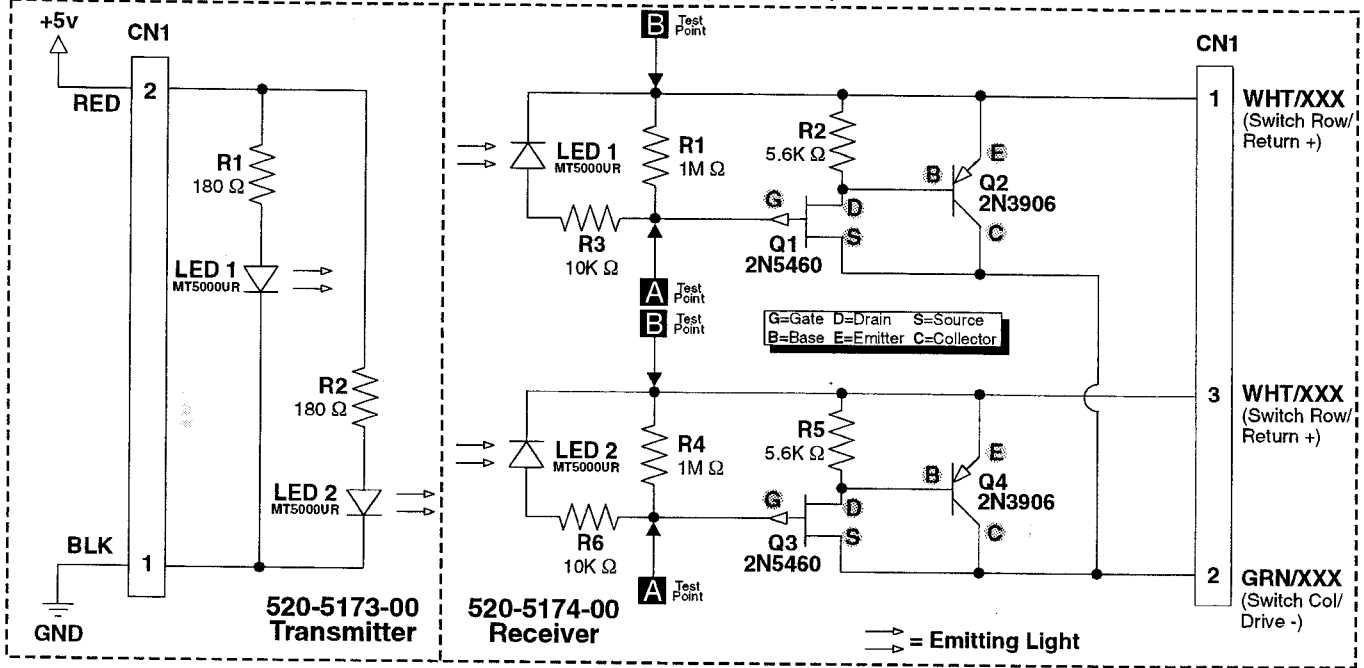 +5v
CN1
2
RED
R1
180 Ω
LED 1
MT5000UR
R2
180 Ω
LED 2
MT5000UR
BLK
1
GND
520-5173-00
Transmitter
B Test Point
LED 1
MT5000UR
R1
1M Ω
R3
10K Ω
A Test Point
R2
5.6K Ω
G
D
S
Q1
2N5460
B
E
C
Q2
2N3906
G=Gate D=Drain S=Source
B=Base E=Emitter C=Collector
B Test Point
LED 2
MT5000UR
R4
1M Ω
R6
10K Ω
A Test Point
R5
5.6K Ω
G
D
S
Q3
2N5460
B
E
C
Q4
2N3906
CN1
1
WHT/XXX
(Switch Row/
Return +)
3
WHT/XXX
(Switch Row/
Return +)
2
GRN/XXX
(Switch Col/
Drive -)
520-5174-00
Receiver
= Emitting Light